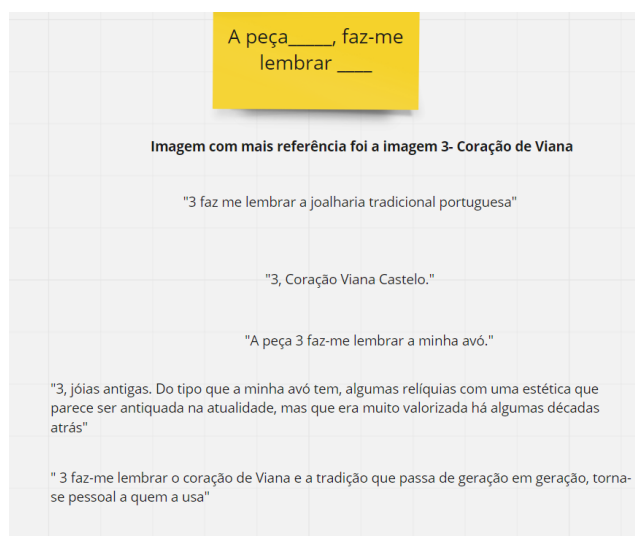 A peça_____, faz-me
lembrar ____
Imagem com mais referência foi a imagem 3- Coração de Viana
"3 faz me lembrar a joalharia tradicional portuguesa"
"3, Coração Viana Castelo."
"A peça 3 faz-me lembrar a minha avó."
"3, jóias antigas. Do tipo que a minha avó tem, algumas relíquias com uma estética que
parece ser antiquada na atualidade, mas que era muito valorizada há algumas décadas
atrás"
" 3 faz-me lembrar o coração de Viana e a tradição que passa de geração em geração, torna-
se pessoal a quem a usa"